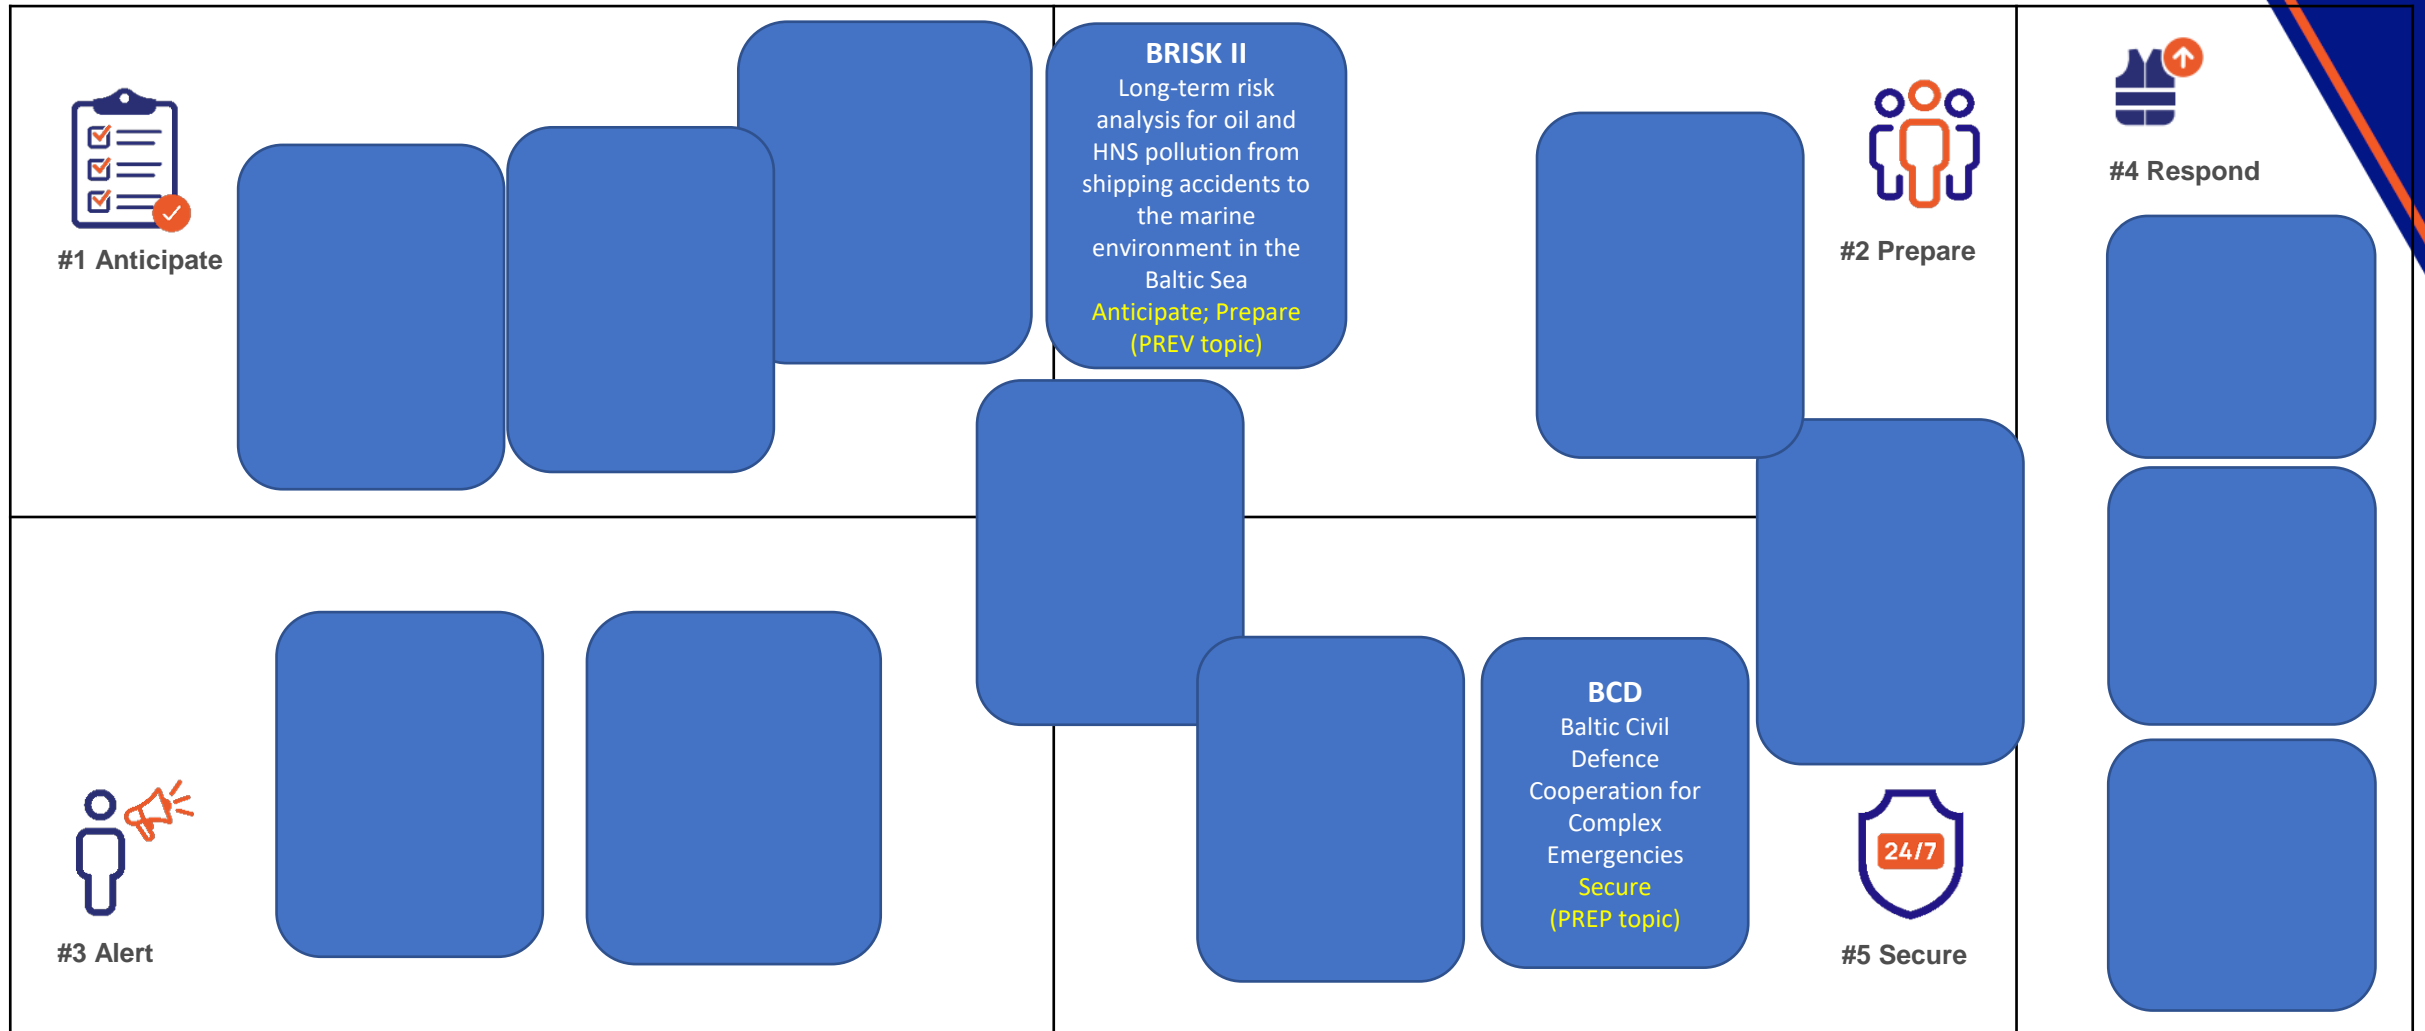 #1 Anticipate
BRISK II
Long-term risk
analysis for oil and
HNS pollution from
shipping accidents to
the marine
environment in the
Baltic Sea
Anticipate; Prepare
(PREV topic)
#2 Prepare
#4 Respond
#3 Alert
BCD
Baltic Civil
Defence
Cooperation for
Complex
Emergencies
Secure
(PREP topic)
24/7
#5 Secure